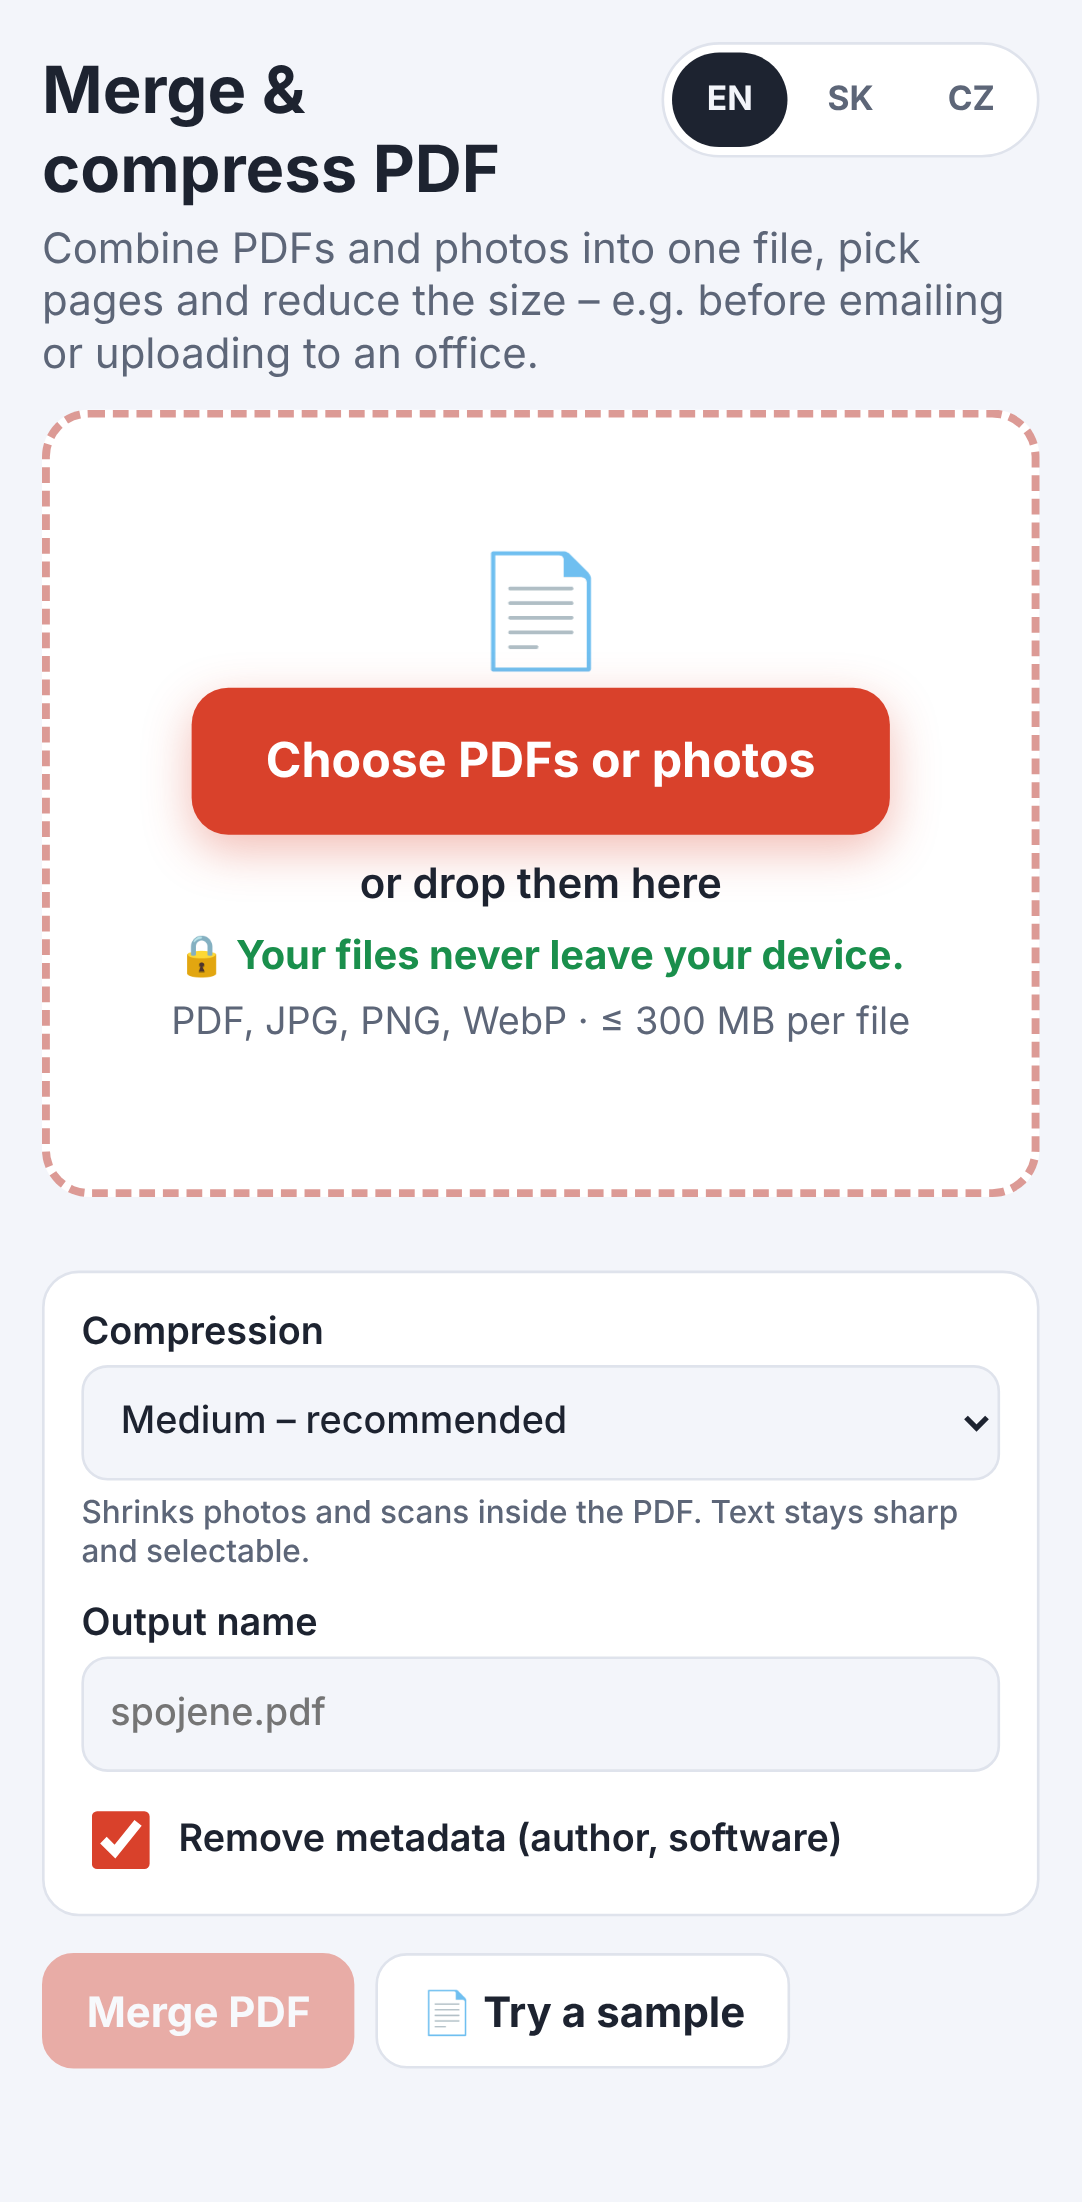 Merge &
compress PDF
EN SK CZ
Combine PDFs and photos into one file, pick
pages and reduce the size – e.g. before emailing
or uploading to an office.
Choose PDFs or photos
or drop them here
🔒 Your files never leave your device.
PDF, JPG, PNG, WebP · ≤ 300 MB per file
Compression
Medium – recommended
Shrinks photos and scans inside the PDF. Text stays sharp
and selectable.
Output name
spojene.pdf
Remove metadata (author, software)
Merge PDF
📄 Try a sample